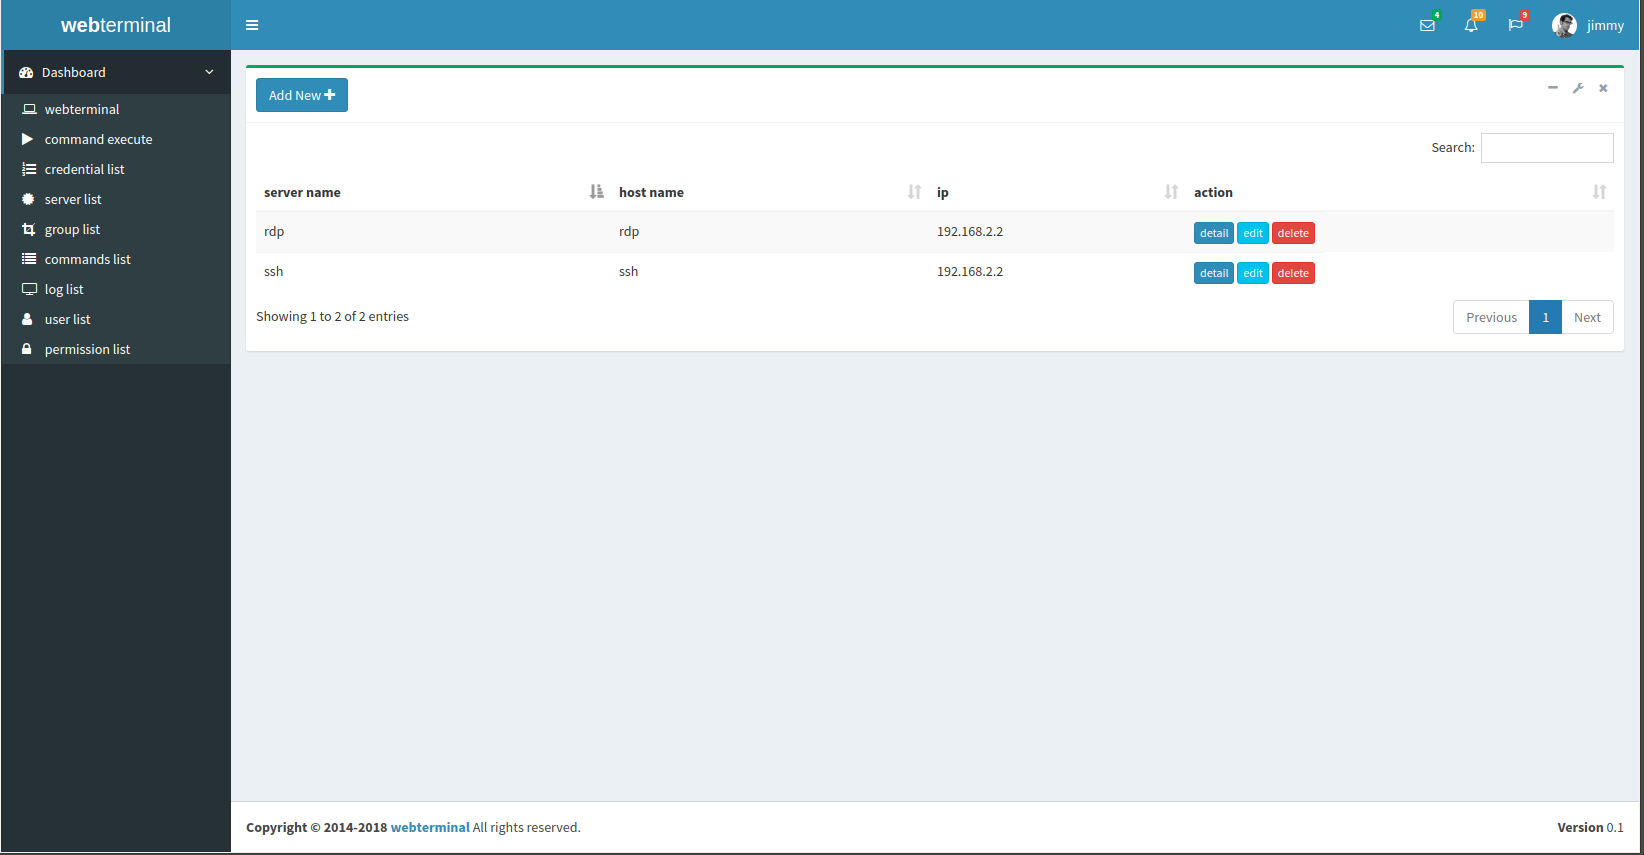 webterminal
4
10
9
jimmy
Dashboard
webterminal
command execute
credential list
server list
group list
commands list
log list
user list
permission list
Add New
Search:
server name host name ip action
rdp rdp 192.168.2.2 detail edit delete
ssh ssh 192.168.2.2 detail edit delete
Showing 1 to 2 of 2 entries
Previous 1 Next
Copyright © 2014-2018 webterminal All rights reserved.
Version 0.1